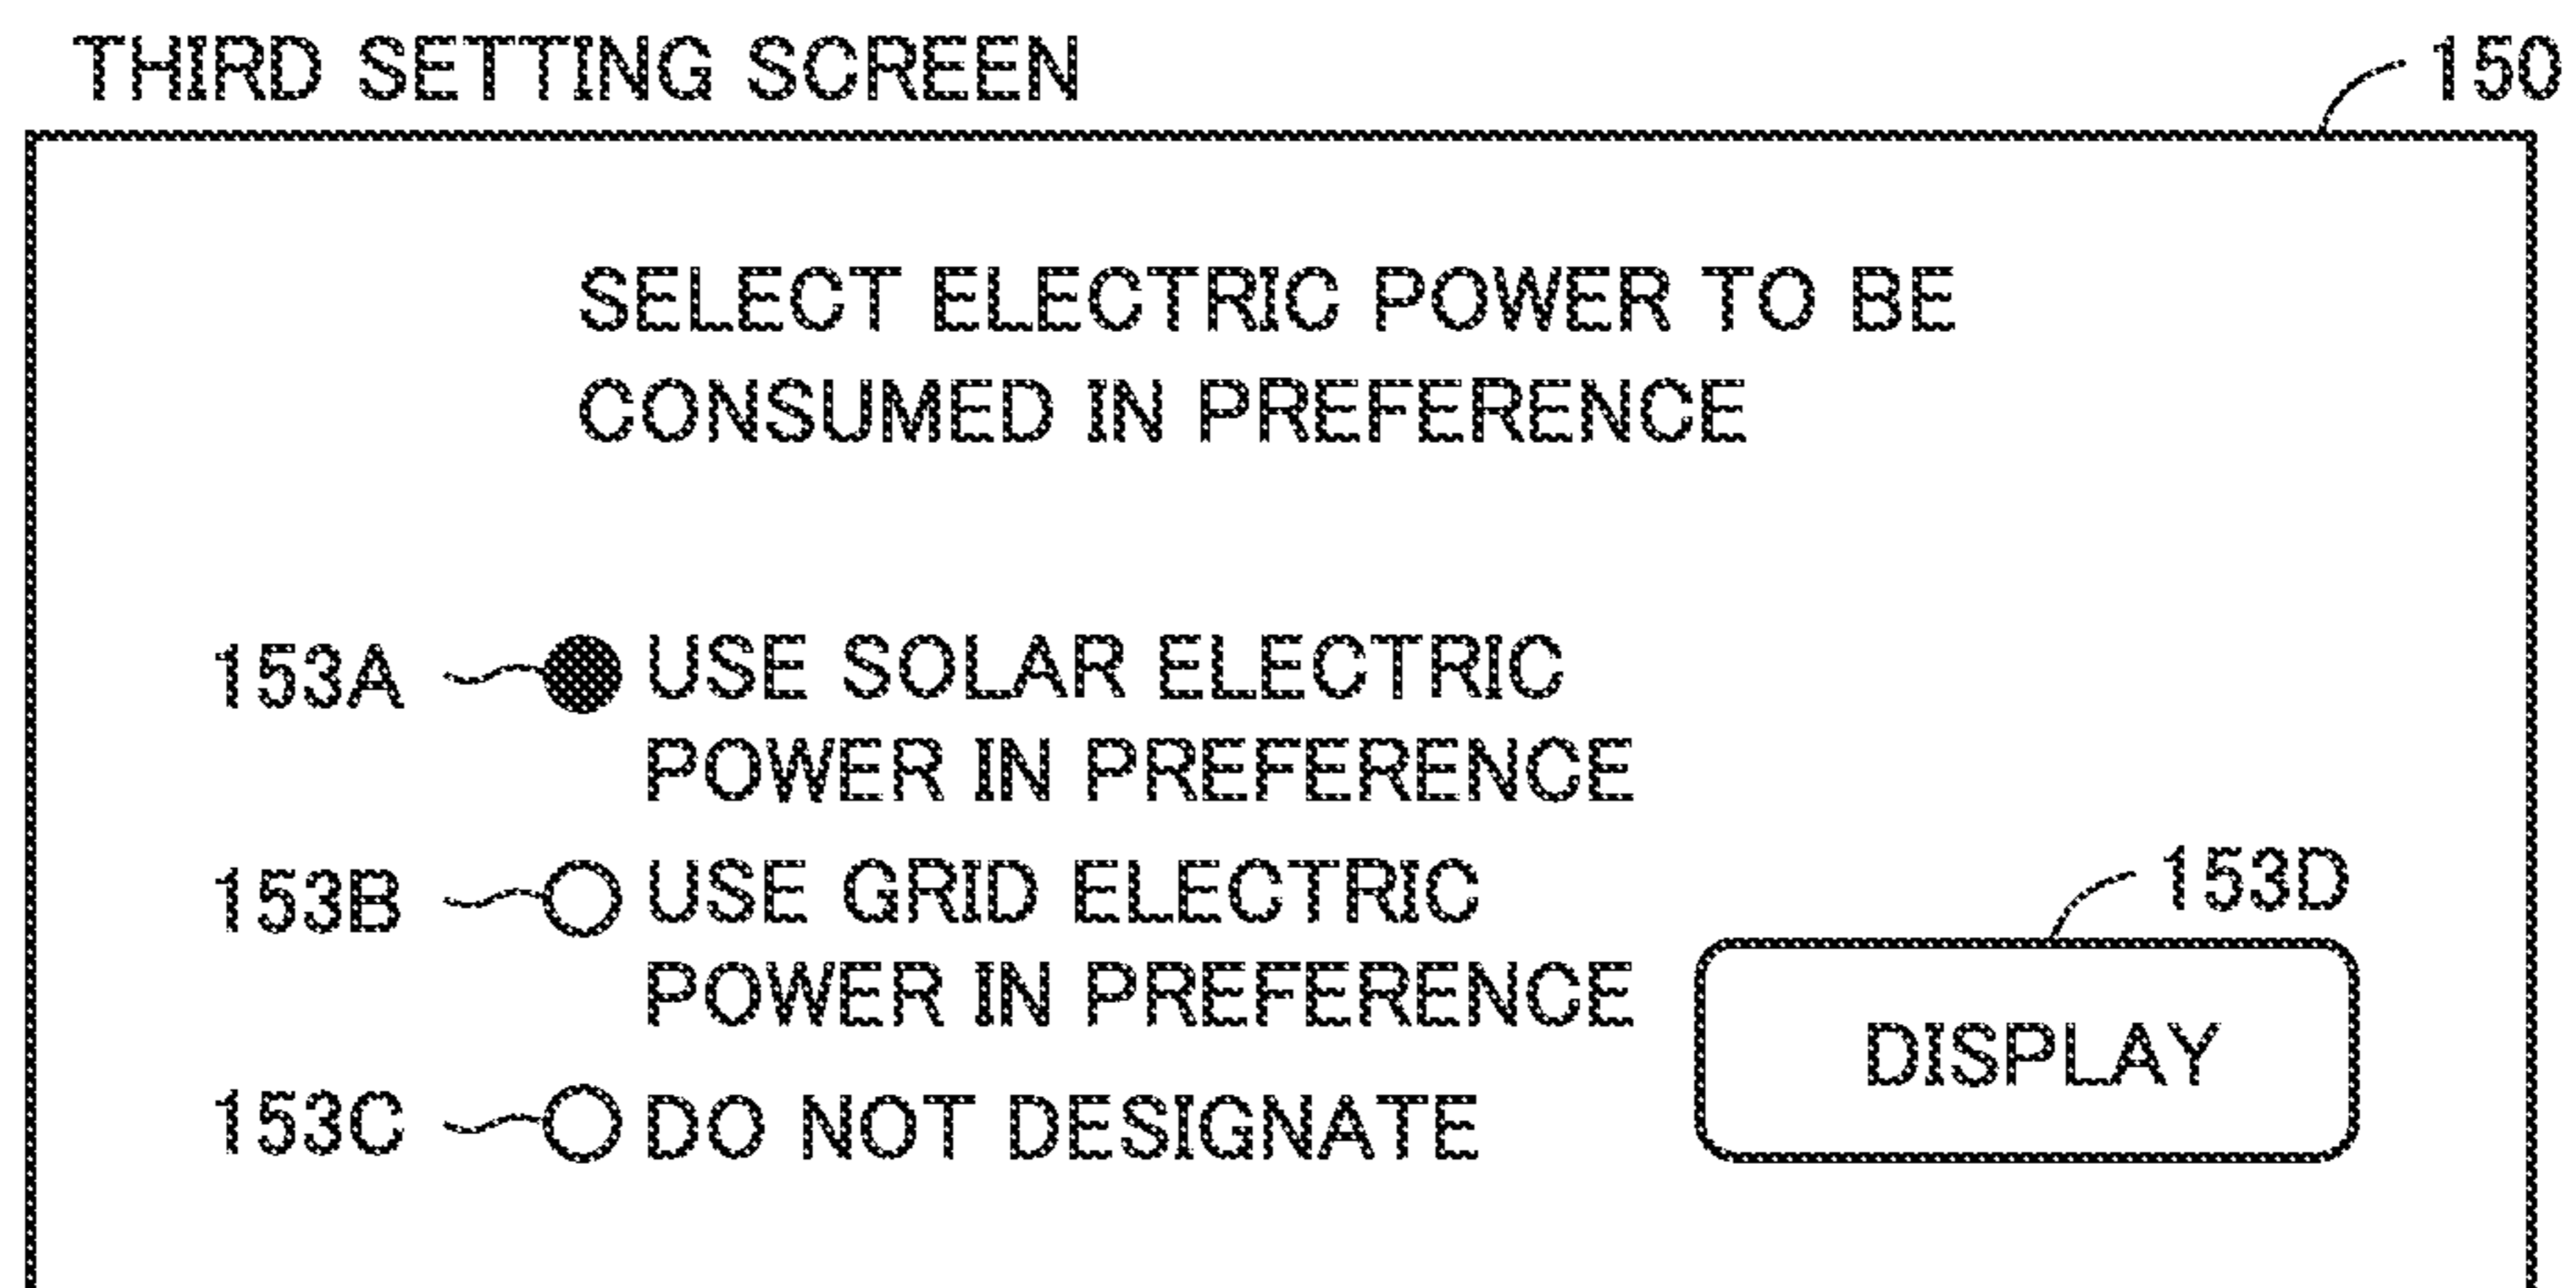 THIRD SETTING SCREEN
150
SELECT ELECTRIC POWER TO BE
CONSUMED IN PREFERENCE
153A
USE SOLAR ELECTRIC
POWER IN PREFERENCE
153B
USE GRID ELECTRIC
POWER IN PREFERENCE
153D
DISPLAY
153C
DO NOT DESIGNATE